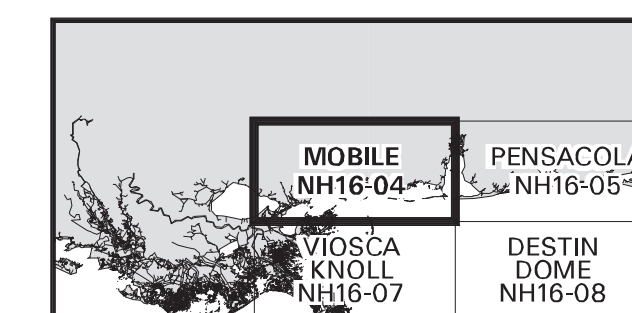 MOBILE
NH16-04
PENSACOLA
NH16-05
VIOSCA
KNOLL
NH16-07
DESTIN
DOME
NH16-08